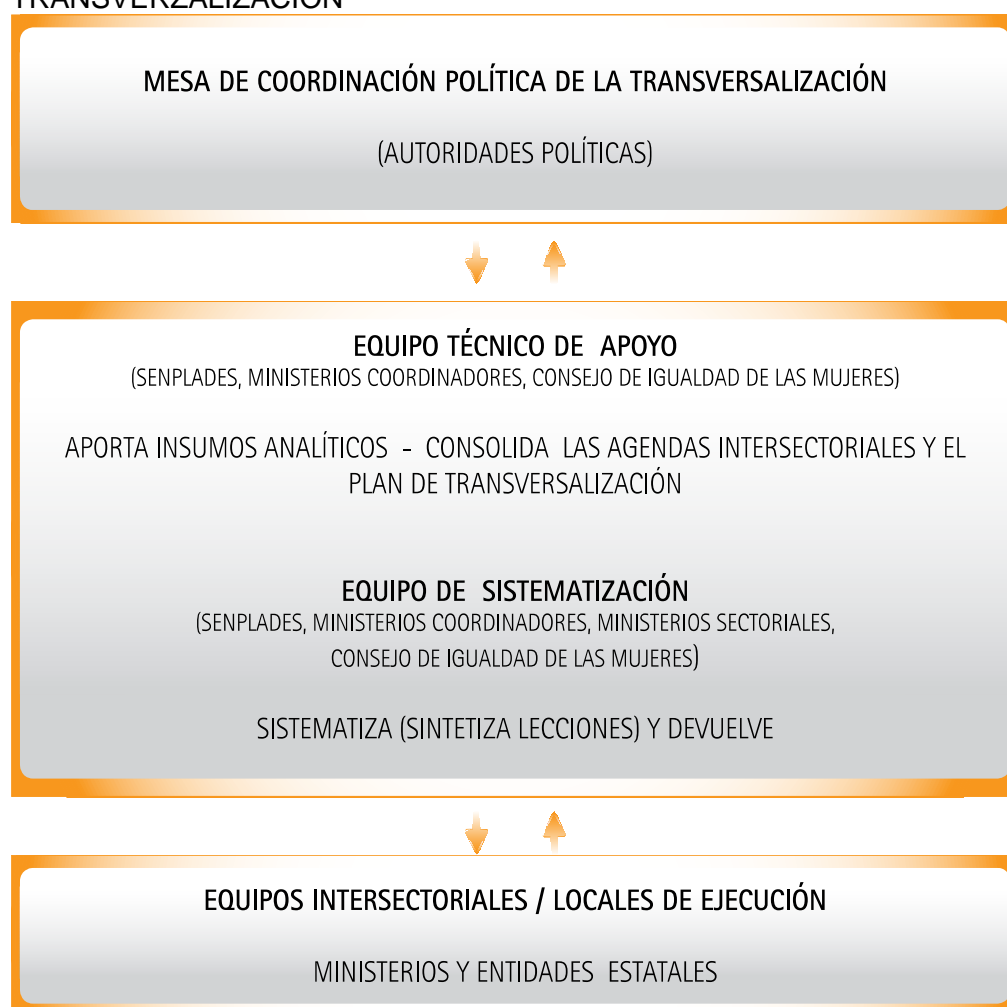 TRANSVERZALIZACIÓN
MESA DE COORDINACIÓN POLÍTICA DE LA TRANSVERSALIZACIÓN
(AUTORIDADES POLÍTICAS)
EQUIPO TÉCNICO DE APOYO
(SENPLADES, MINISTERIOS COORDINADORES, CONSEJO DE IGUALDAD DE LAS MUJERES)
APORTA INSUMOS ANALÍTICOS - CONSOLIDA LAS AGENDAS INTERSECTORIALES Y EL
PLAN DE TRANSVERSALIZACIÓN
EQUIPO DE SISTEMATIZACIÓN
(SENPLADES, MINISTERIOS COORDINADORES, MINISTERIOS SECTORIALES,
CONSEJO DE IGUALDAD DE LAS MUJERES)
SISTEMATIZA (SINTETIZA LECCIONES) Y DEVUELVE
EQUIPOS INTERSECTORIALES / LOCALES DE EJECUCIÓN
MINISTERIOS Y ENTIDADES ESTATALES